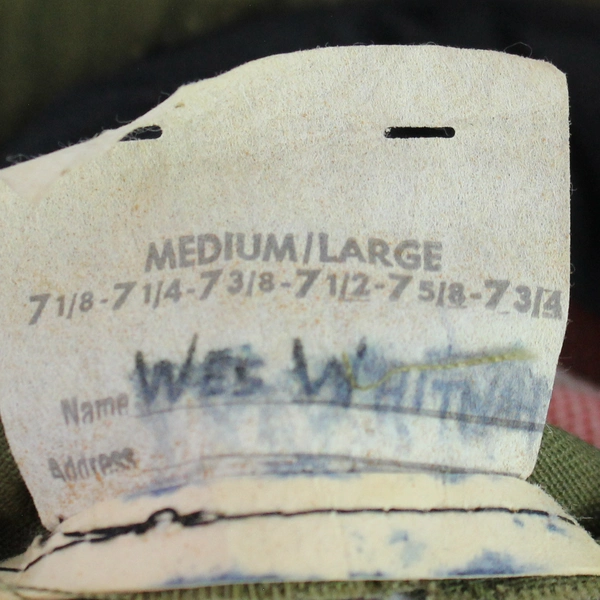 MEDIUM/LARGE
7 1/8-7 1/4-7 3/8-7 1/2-7 5/8-7 3/4
Name WES
Address